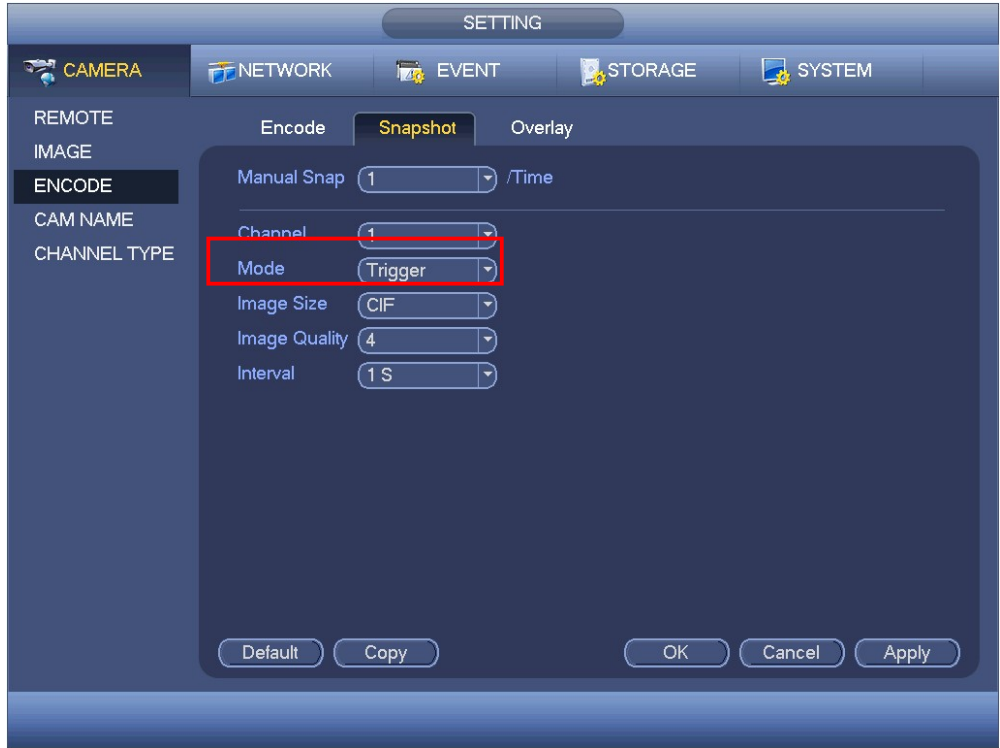 SETTING
CAMERA NETWORK EVENT STORAGE SYSTEM
REMOTE
IMAGE
ENCODE
CAM NAME
CHANNEL TYPE
Encode Snapshot Overlay
Manual Snap 1 /Time
Channel 1
Mode Trigger
Image Size CIF
Image Quality 4
Interval 1 S
Default Copy OK Cancel Apply